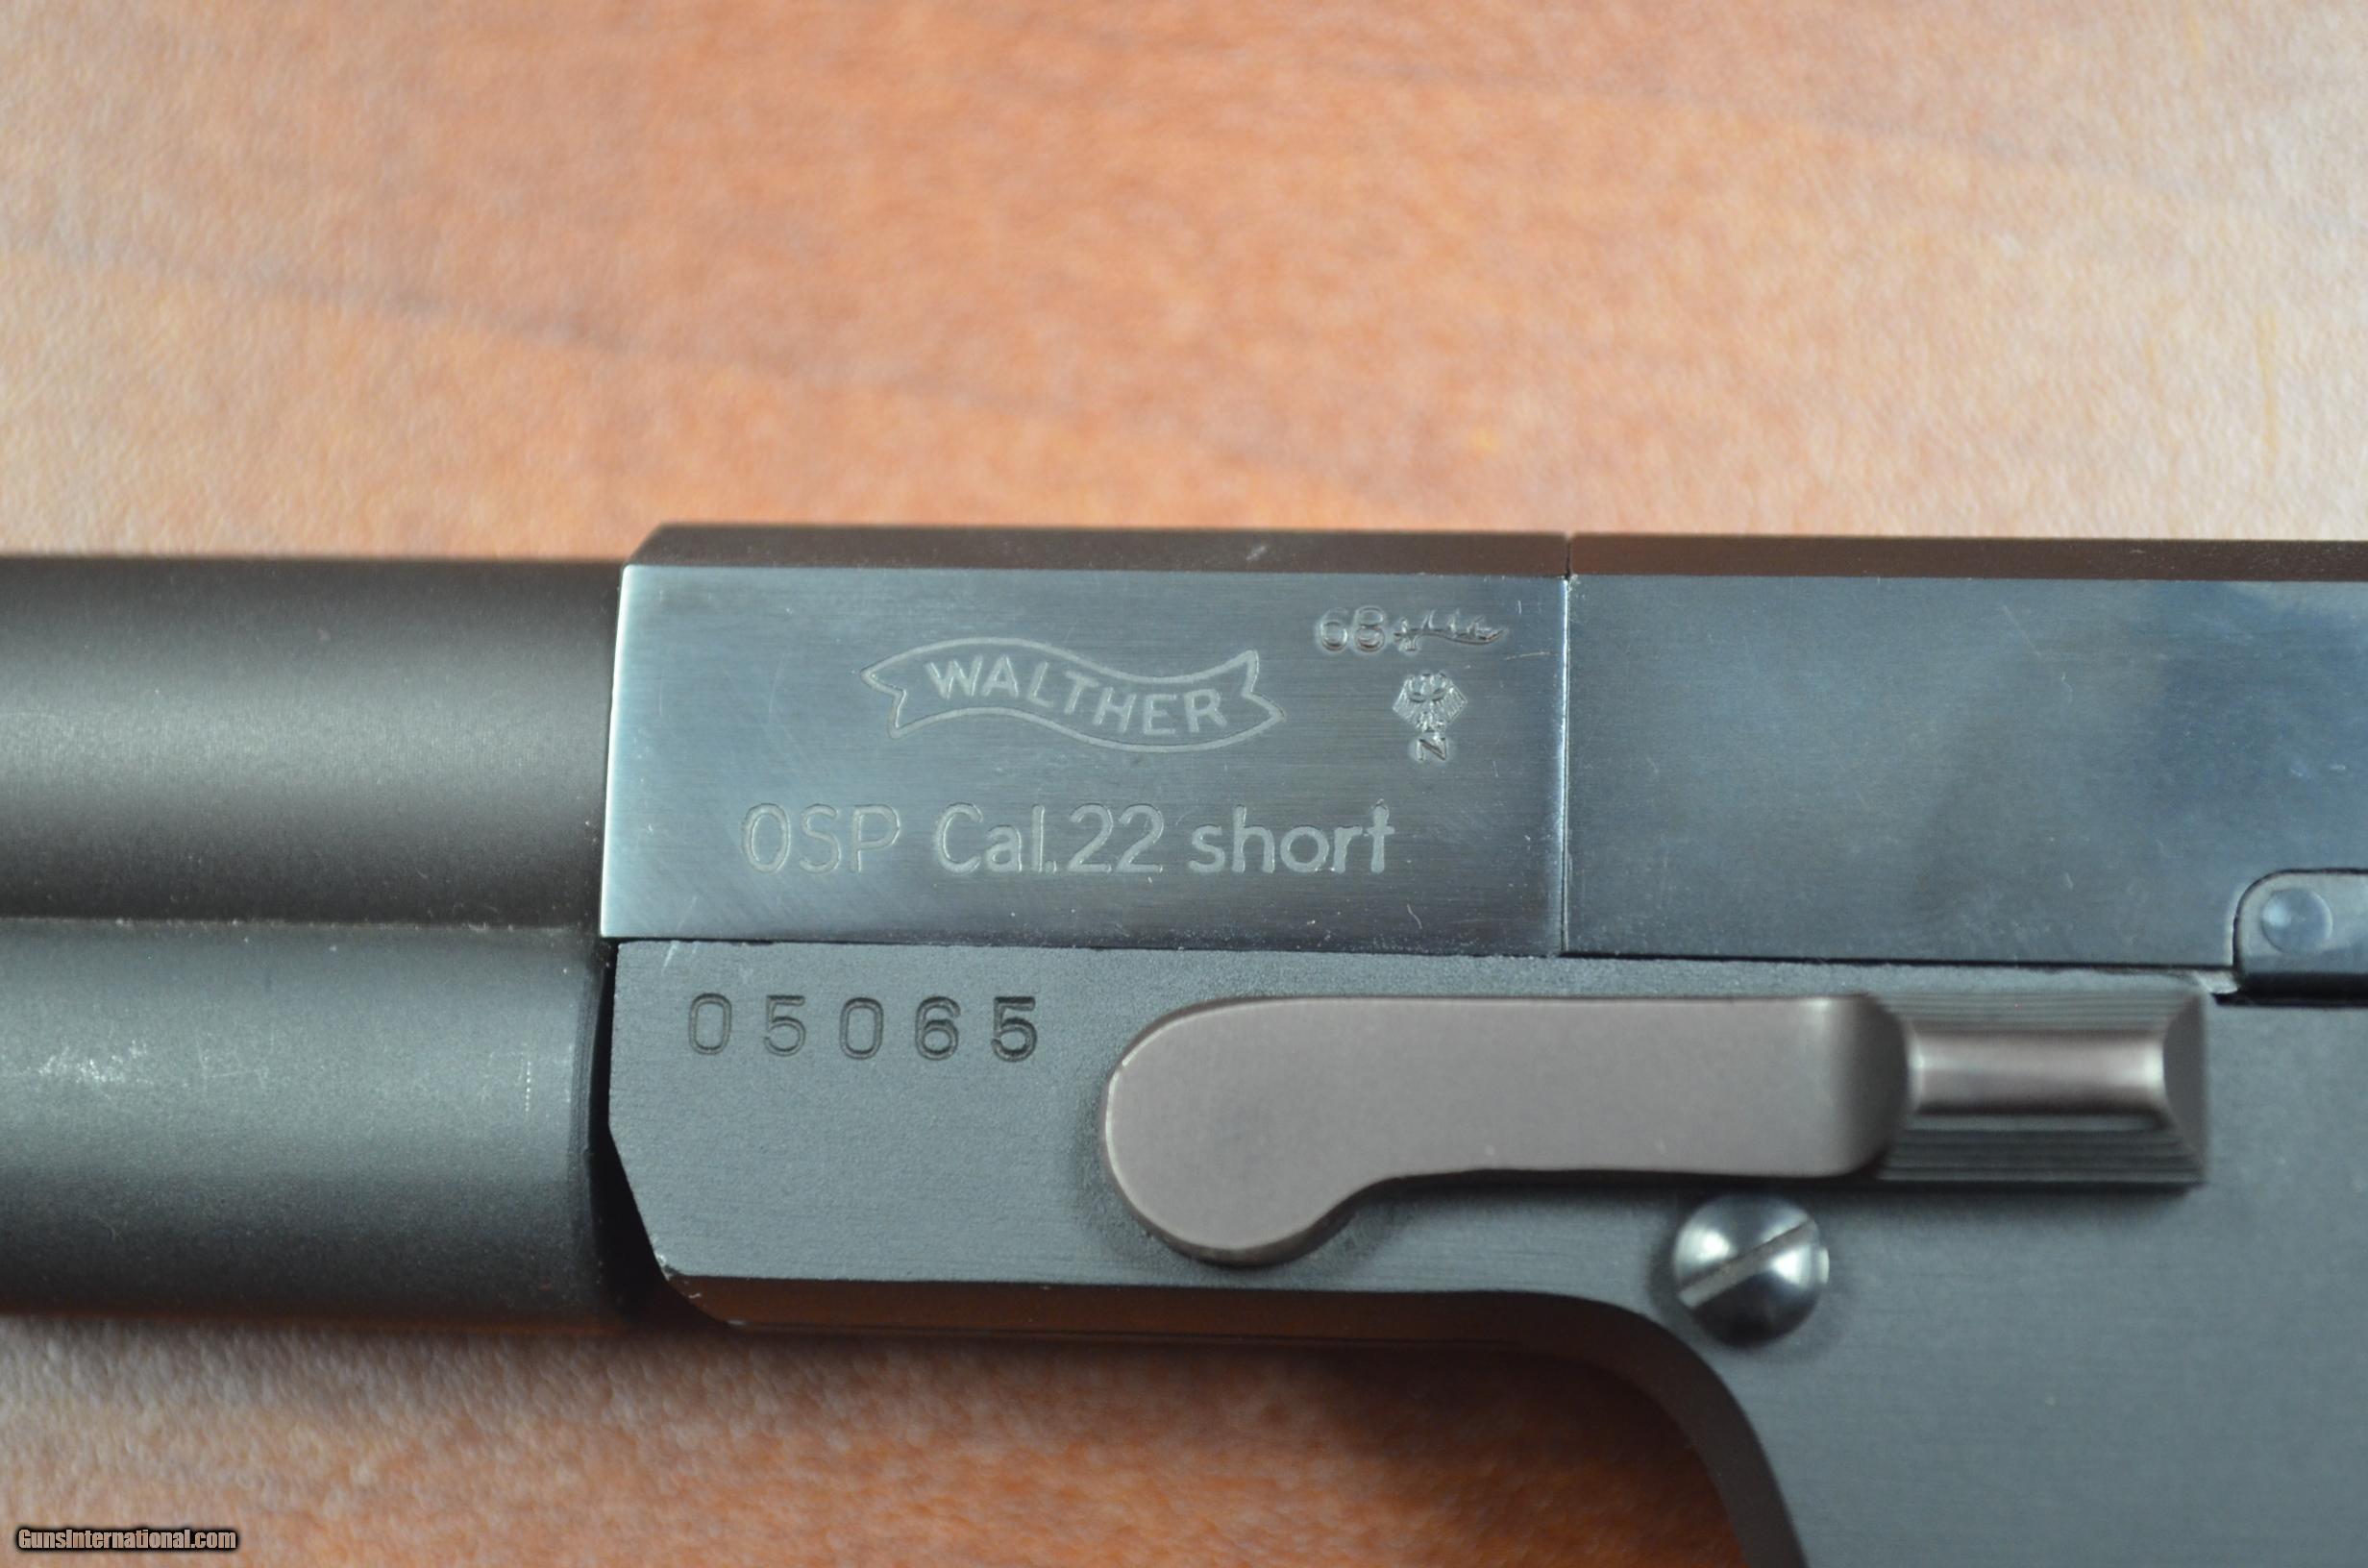 68
WALTHER
N
OSP Cal.22 short
05065
GunsInternational.com